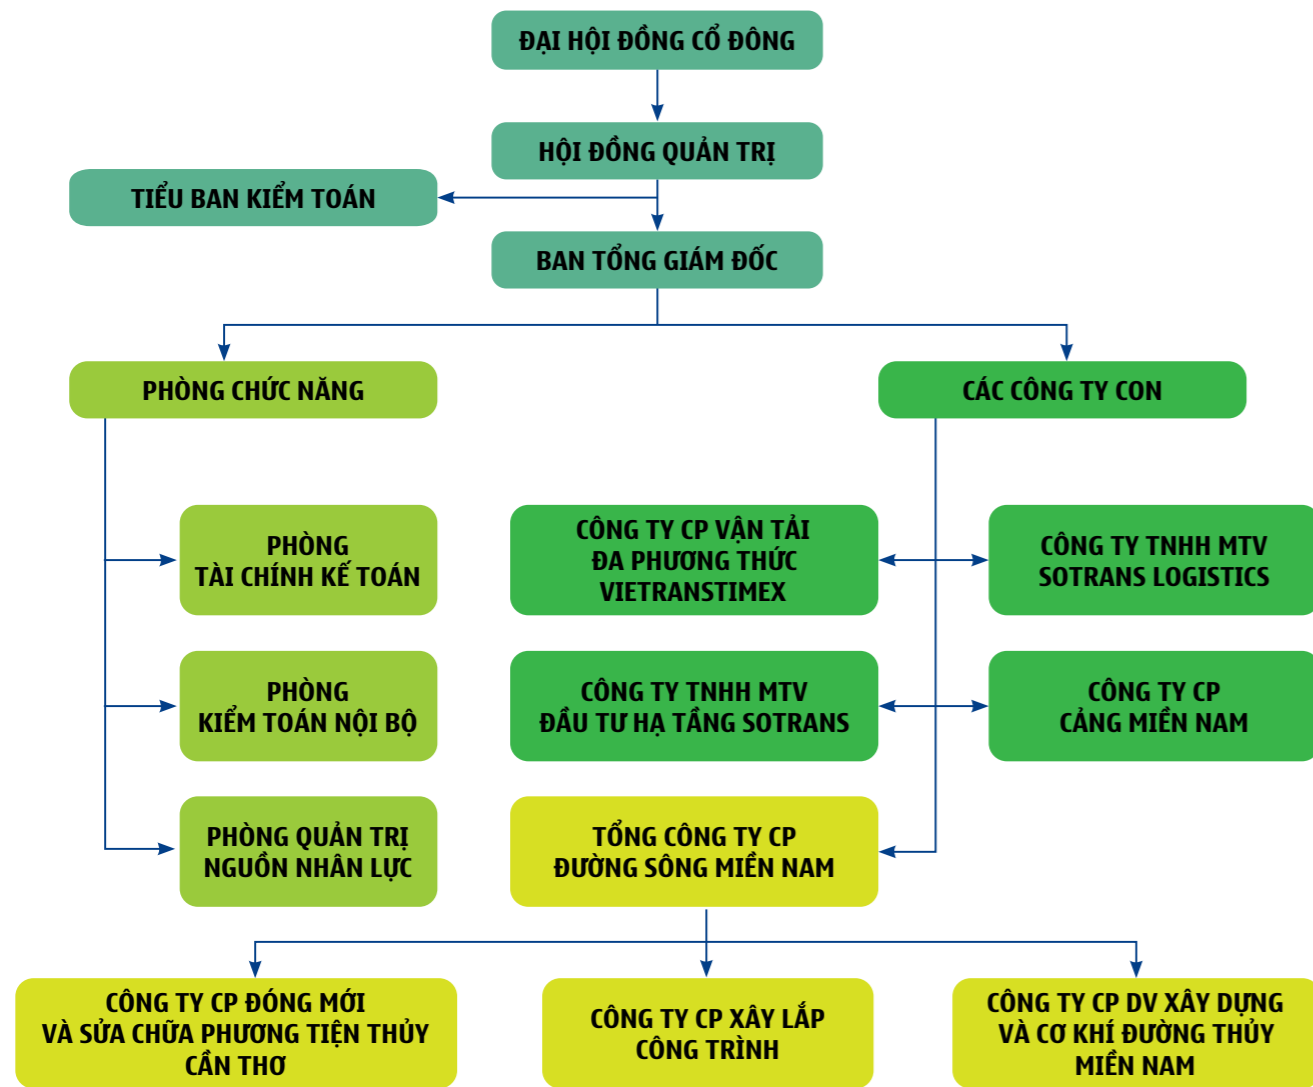 ĐẠI HỘI ĐỒNG CỔ ĐÔNG
HỘI ĐỒNG QUẢN TRỊ
TIỂU BAN KIỂM TOÁN
BAN TỔNG GIÁM ĐỐC
PHÒNG CHỨC NĂNG
CÁC CÔNG TY CON
PHÒNG
TÀI CHÍNH KẾ TOÁN
CÔNG TY CP VẬN TẢI
ĐA PHƯƠNG THỨC
VIETRANSTIMEX
CÔNG TY TNHH MTV
SOTRANS LOGISTICS
PHÒNG
KIỂM TOÁN NỘI BỘ
CÔNG TY TNHH MTV
ĐẦU TƯ HẠ TẦNG SOTRANS
CÔNG TY CP
CẢNG MIỀN NAM
PHÒNG QUẢN TRỊ
NGUỒN NHÂN LỰC
TỔNG CÔNG TY CP
ĐƯỜNG SÔNG MIỀN NAM
CÔNG TY CP ĐÓNG MỚI
VÀ SỬA CHỮA PHƯƠNG TIỆN THỦY
CẦN THƠ
CÔNG TY CP XÂY LẮP
CÔNG TRÌNH
CÔNG TY CP DV XÂY DỰNG
VÀ CƠ KHÍ ĐƯỜNG THỦY
MIỀN NAM